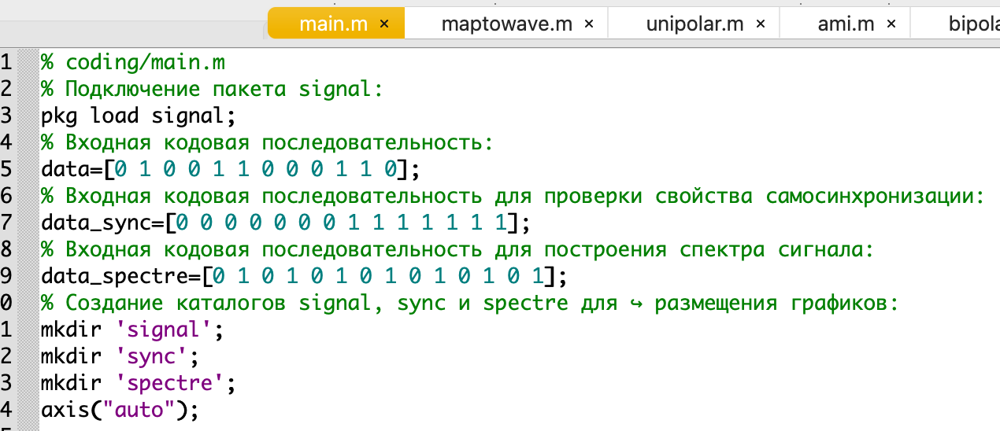 main.m × maptowave.m × unipolar.m × ami.m × bipola
1 % coding/main.m
2 % Подключение пакета signal:
3 pkg load signal;
4 % Входная кодовая последовательность:
5 data=[0 1 0 0 1 1 0 0 0 1 1 0];
6 % Входная кодовая последовательность для проверки свойства самосинхронизации:
7 data_sync=[0 0 0 0 0 0 0 1 1 1 1 1 1 1];
8 % Входная кодовая последовательность для построения спектра сигнала:
9 data_spectre=[0 1 0 1 0 1 0 1 0 1 0 1 0 1];
0 % Создание каталогов signal, sync и spectre для ↪ размещения графиков:
1 mkdir 'signal';
2 mkdir 'sync';
3 mkdir 'spectre';
4 axis("auto");